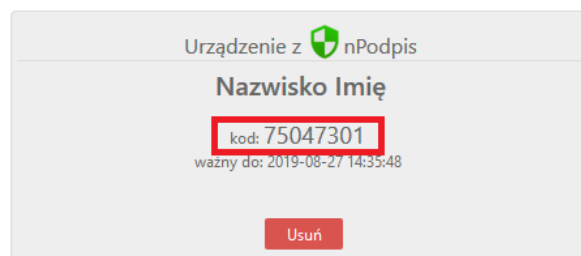 Urządzenie z nPodpis
Nazwisko Imię
kod: 75047301
ważny do: 2019-08-27 14:35:48
Usuń